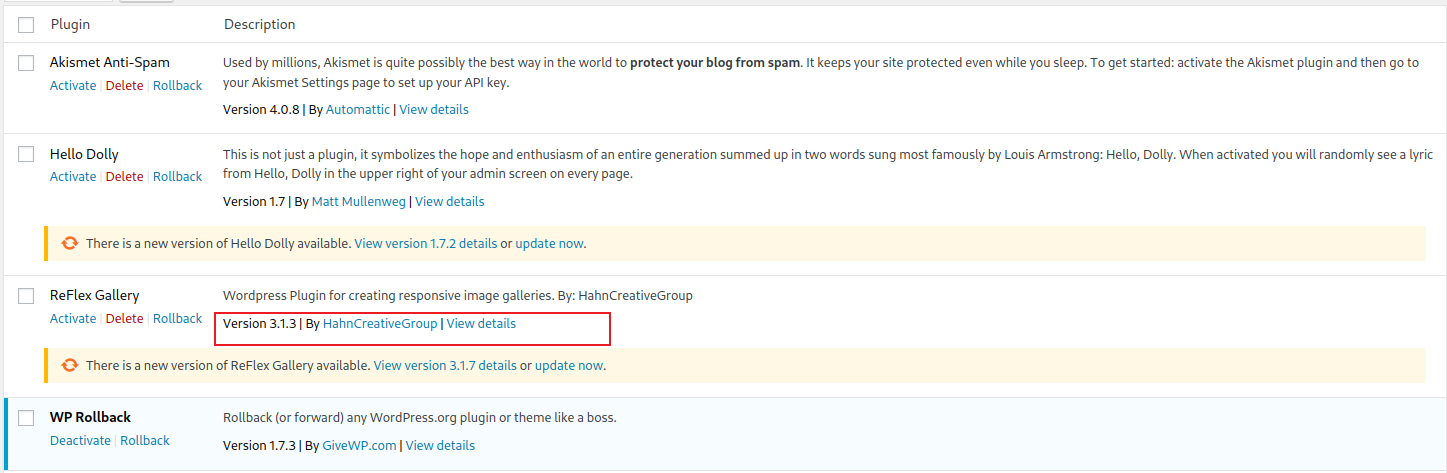 Plugin Description
Akismet Anti-Spam
Activate | Delete | Rollback
Used by millions, Akismet is quite possibly the best way in the world to protect your blog from spam. It keeps your site protected even while you sleep. To get started: activate the Akismet plugin and then go to
your Akismet Settings page to set up your API key.
Version 4.0.8 | By Automattic | View details
Hello Dolly
Activate | Delete | Rollback
This is not just a plugin, it symbolizes the hope and enthusiasm of an entire generation summed up in two words sung most famously by Louis Armstrong: Hello, Dolly. When activated you will randomly see a lyric
from Hello, Dolly in the upper right of your admin screen on every page.
Version 1.7 | By Matt Mullenweg | View details
There is a new version of Hello Dolly available. View version 1.7.2 details or update now.
ReFlex Gallery
Activate | Delete | Rollback
Wordpress Plugin for creating responsive image galleries. By: HahnCreativeGroup
Version 3.1.3 | By HahnCreativeGroup | View details
There is a new version of ReFlex Gallery available. View version 3.1.7 details or update now.
WP Rollback
Deactivate | Rollback
Rollback (or forward) any WordPress.org plugin or theme like a boss.
Version 1.7.3 | By GiveWP.com | View details